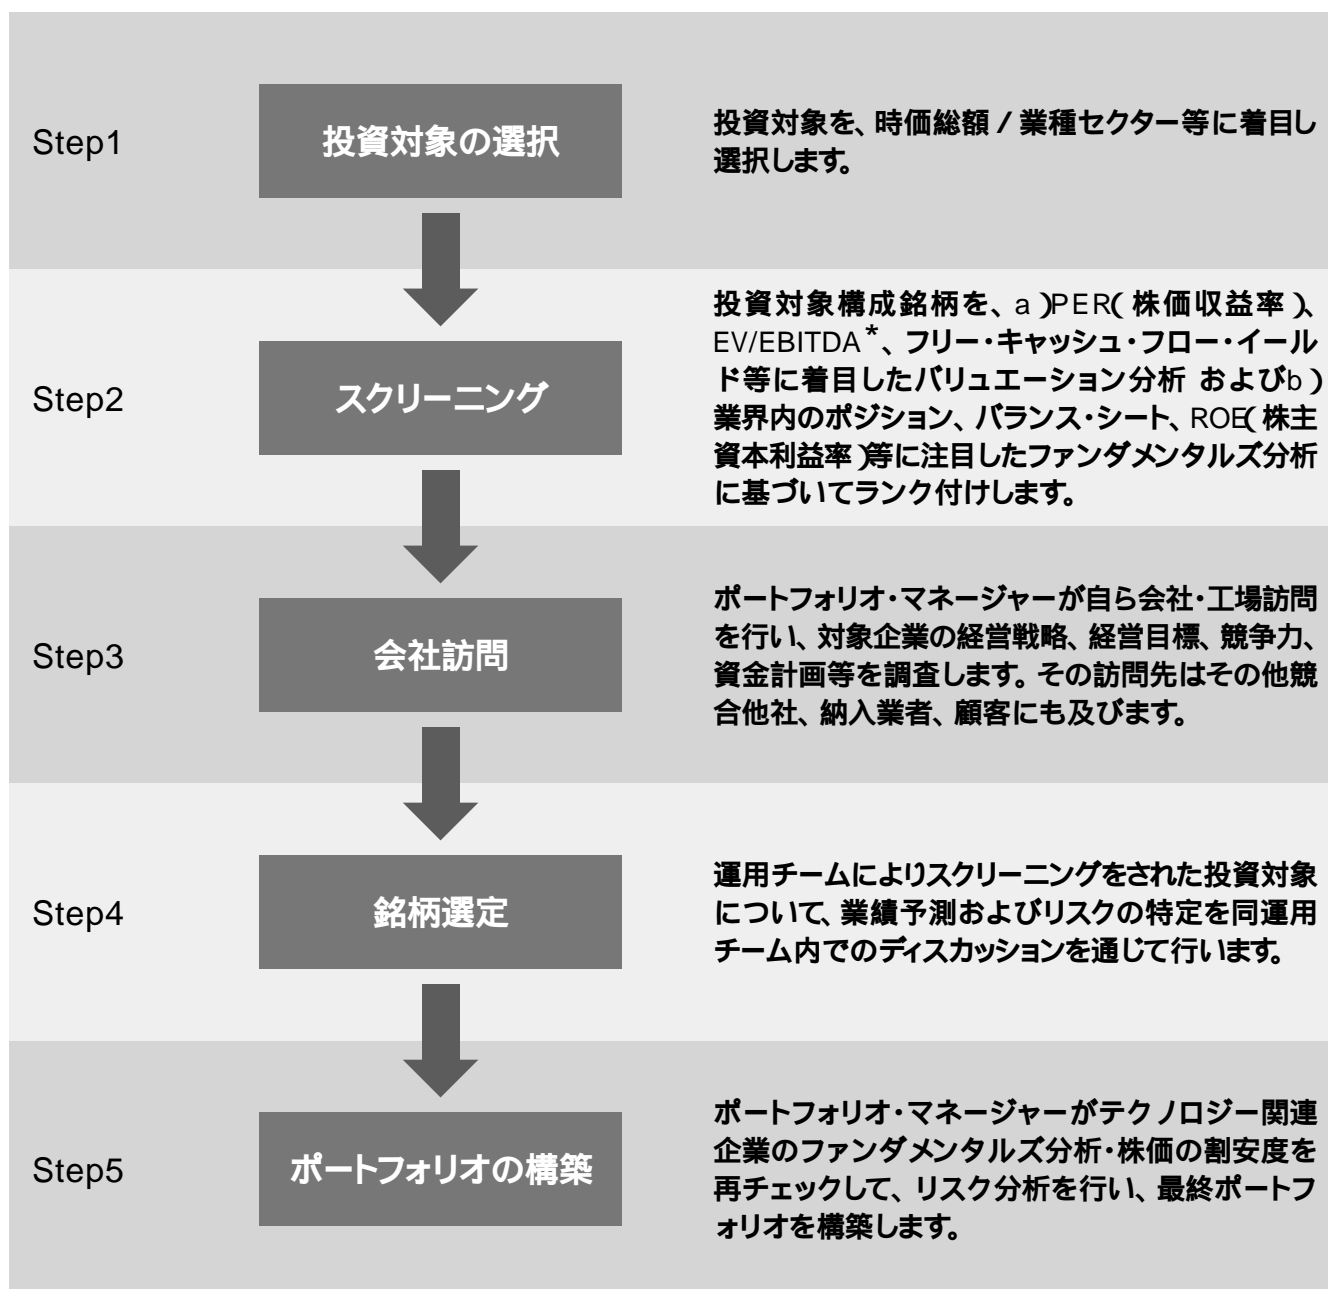 Step1
投資対象の選択
投資対象を、時価総額/業種セクター等に着目し
選択します。
Step2
スクリーニング
投資対象構成銘柄を、a)PER(株価収益率)、
EV/EBITDA*、フリー・キャッシュ・フロー・イール
ド等に着目したバリュエーション分析 およびb)
業界内のポジション、バランス・シート、ROE(株主
資本利益率)等に注目したファンダメンタルズ分析
に基づいてランク付けします。
Step3
会社訪問
ポートフォリオ・マネージャーが自ら会社・工場訪問
を行い、対象企業の経営戦略、経営目標、競争力、
資金計画等を調査します。その訪問先はその他競
合他社、納入業者、顧客にも及びます。
Step4
銘柄選定
運用チームによりスクリーニングをされた投資対象
について、業績予測およびリスクの特定を同運用
チーム内でのディスカッションを通じて行います。
Step5
ポートフォリオの構築
ポートフォリオ・マネージャーがテクノロジー関連
企業のファンダメンタルズ分析・株価の割安度を
再チェックして、リスク分析を行い、最終ポートフ
ォリオを構築します。